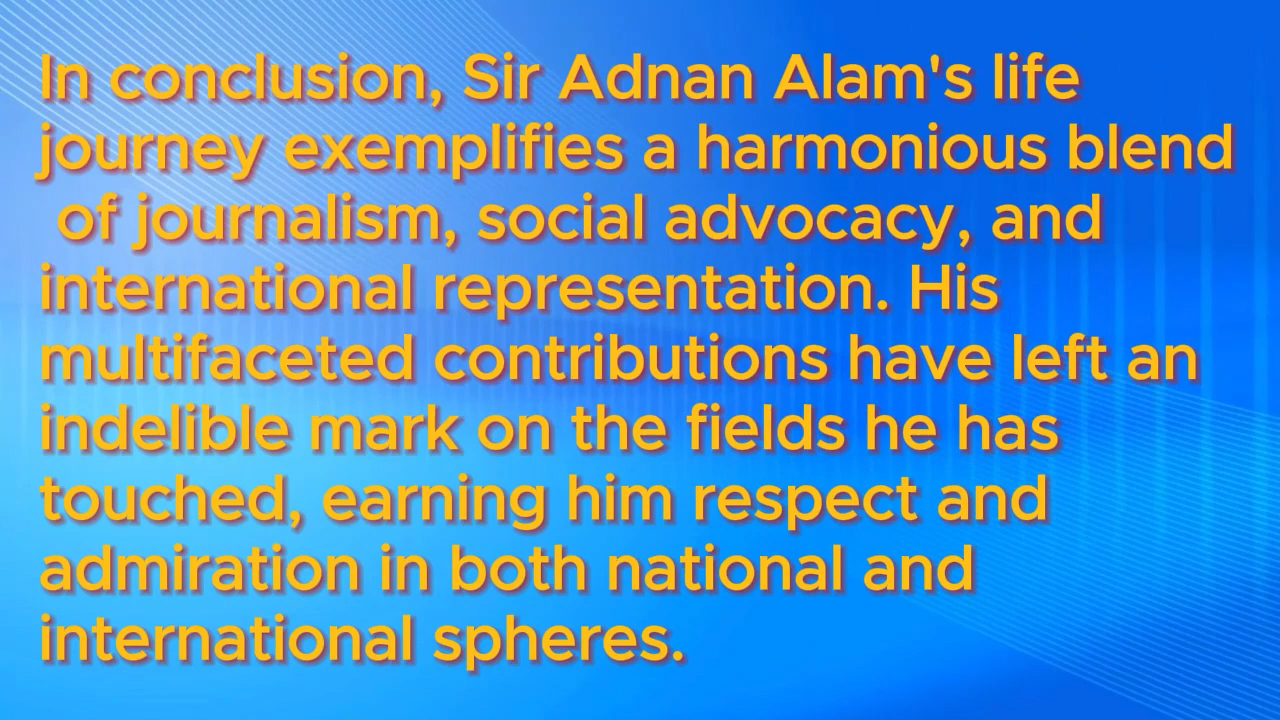 In conclusion, Sir Adnan Alam's life
journey exemplifies a harmonious blend
of journalism, social advocacy, and
international representation. His
multifaceted contributions have left an
indelible mark on the fields he has
touched, earning him respect and
admiration in both national and
international spheres.